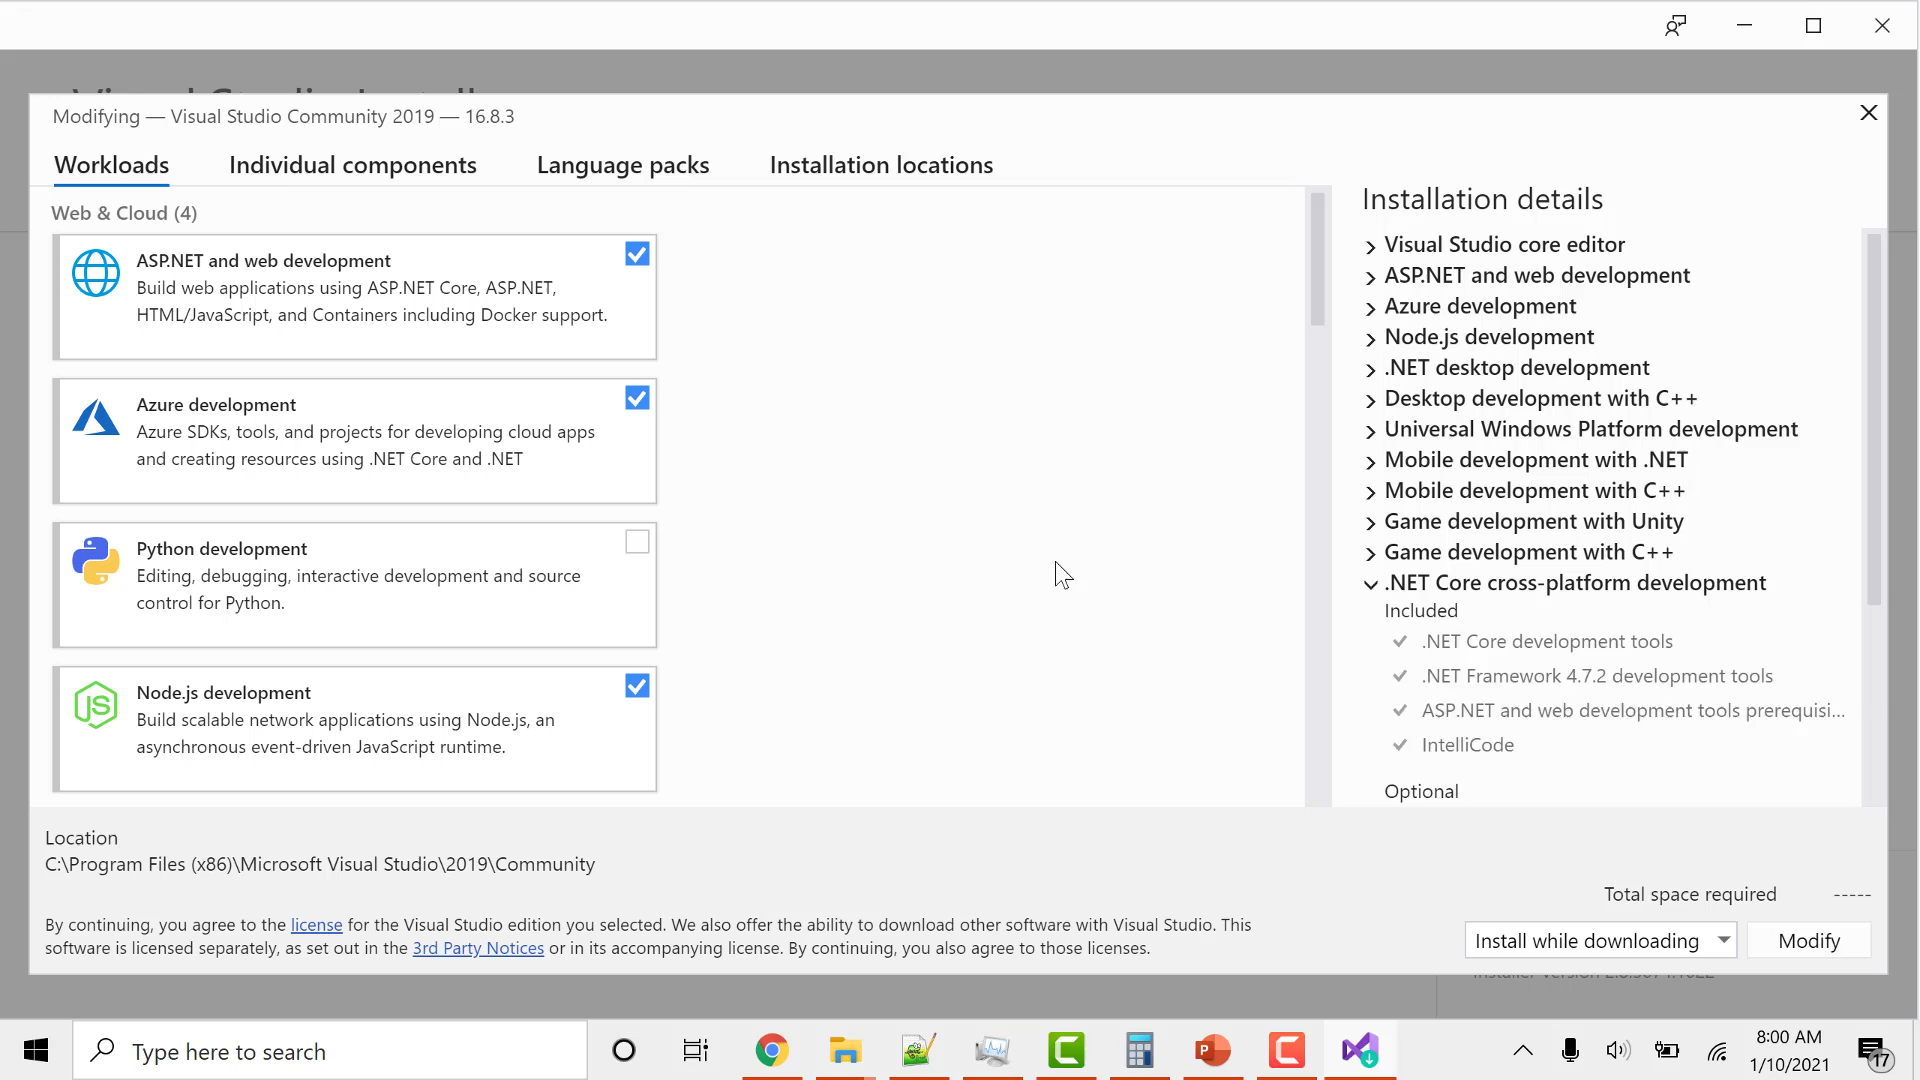 Visual Studio Installer
Modifying — Visual Studio Community 2019 — 16.8.3
Workloads
Individual components
Language packs
Installation locations
Web & Cloud (4)
ASP.NET and web development
Build web applications using ASP.NET Core, ASP.NET,
HTML/JavaScript, and Containers including Docker support.
Azure development
Azure SDKs, tools, and projects for developing cloud apps
and creating resources using .NET Core and .NET
Python development
Editing, debugging, interactive development and source
control for Python.
JS
Node.js development
Build scalable network applications using Node.js, an
asynchronous event-driven JavaScript runtime.
Installation details
Visual Studio core editor
ASP.NET and web development
Azure development
Node.js development
.NET desktop development
Desktop development with C++
Universal Windows Platform development
Mobile development with .NET
Mobile development with C++
Game development with Unity
Game development with C++
.NET Core cross-platform development
Included
.NET Core development tools
.NET Framework 4.7.2 development tools
ASP.NET and web development tools prerequisi...
IntelliCode
Optional
Location
C:\Program Files (x86)\Microsoft Visual Studio\2019\Community
Total space required -----
By continuing, you agree to the license for the Visual Studio edition you selected. We also offer the ability to download other software with Visual Studio. This
software is licensed separately, as set out in the 3rd Party Notices or in its accompanying license. By continuing, you also agree to those licenses.
Install while downloading
Modify
Type here to search
8:00 AM
1/10/2021
17